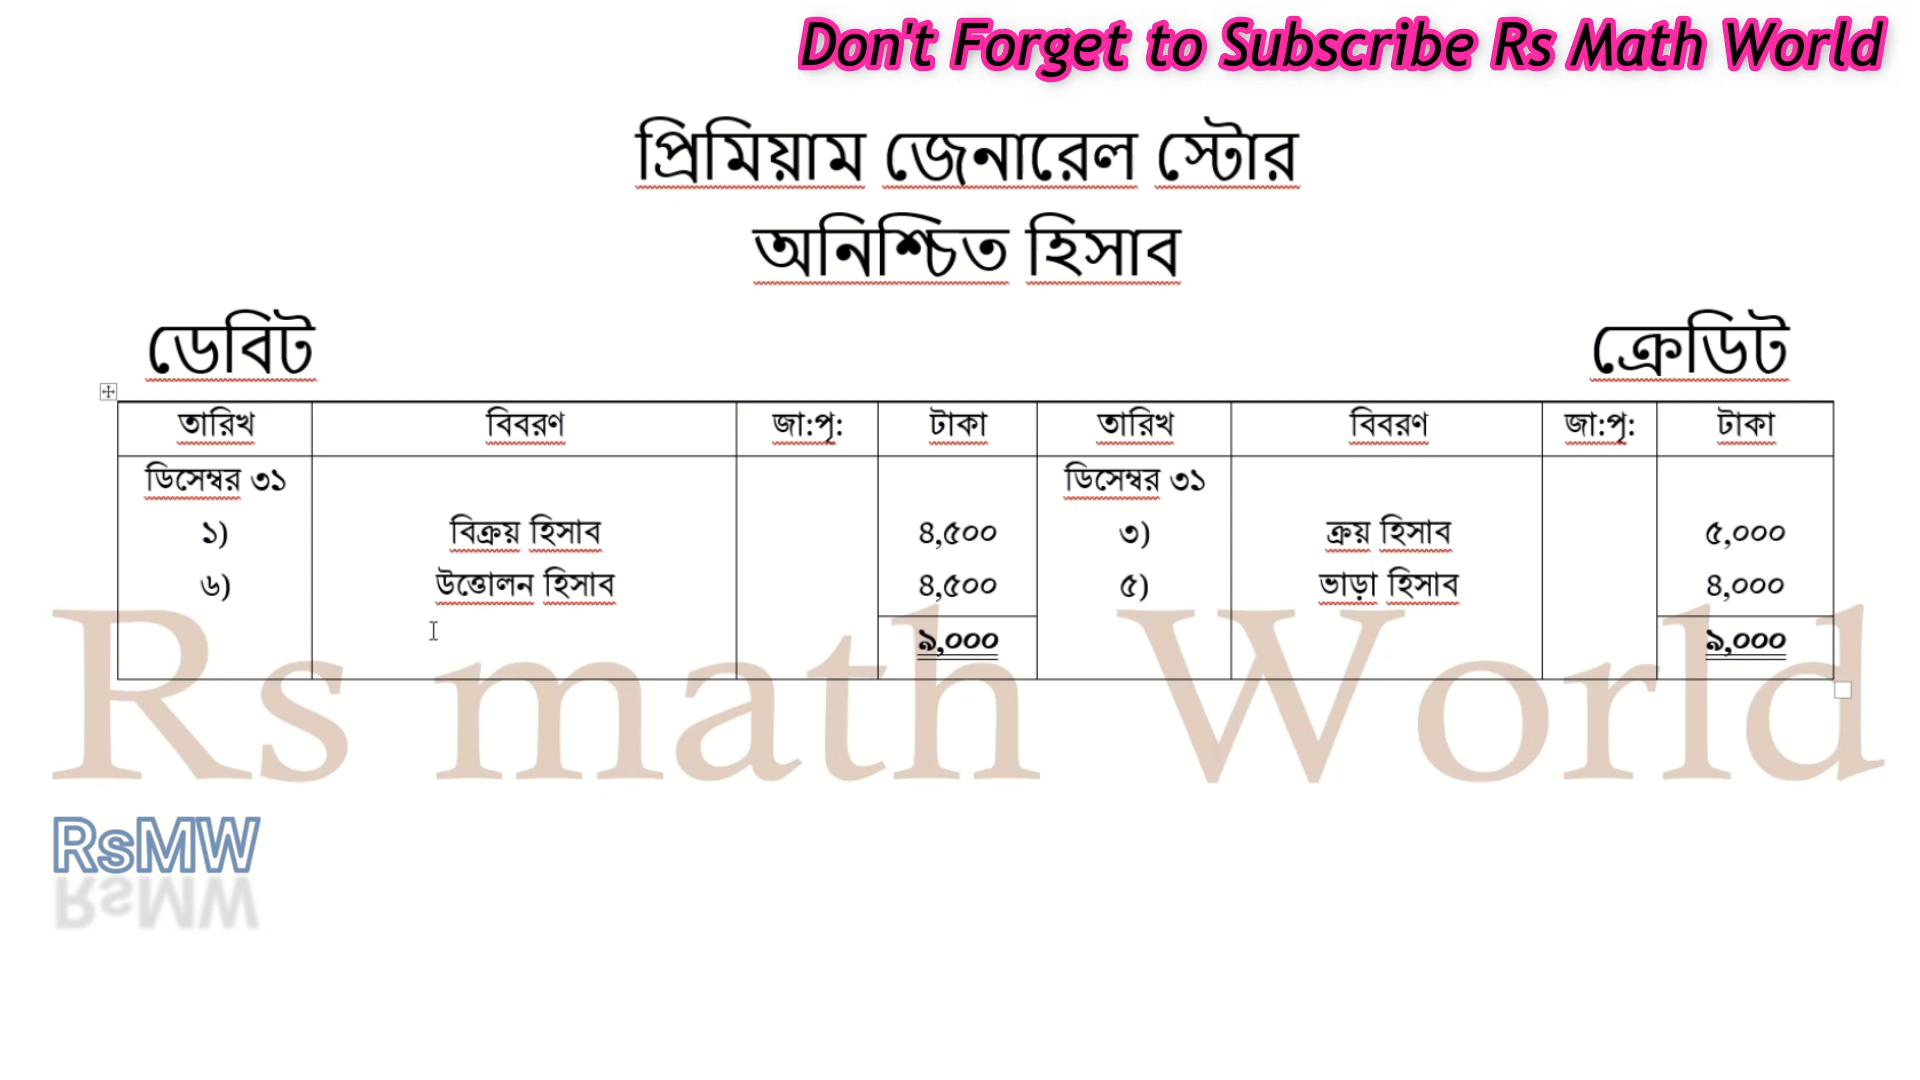 Don't Forget to Subscribe Rs Math World
প্রিমিয়াম জেনারেল স্টোর
অনিশ্চিত হিসাব
ডেবিট ক্রেডিট
তারিখ বিবরণ জা:পৃ: টাকা তারিখ বিবরণ জা:পৃ: টাকা
ডিসেম্বর ৩১ ডিসেম্বর ৩১
১) বিক্রয় হিসাব ৪,৫০০ ৩) ক্রয় হিসাব ৫,০০০
৬) উত্তোলন হিসাব ৪,৫০০ ৫) ভাড়া হিসাব ৪,০০০
৯,০০০ ৯,০০০
Rs math World
RsMW